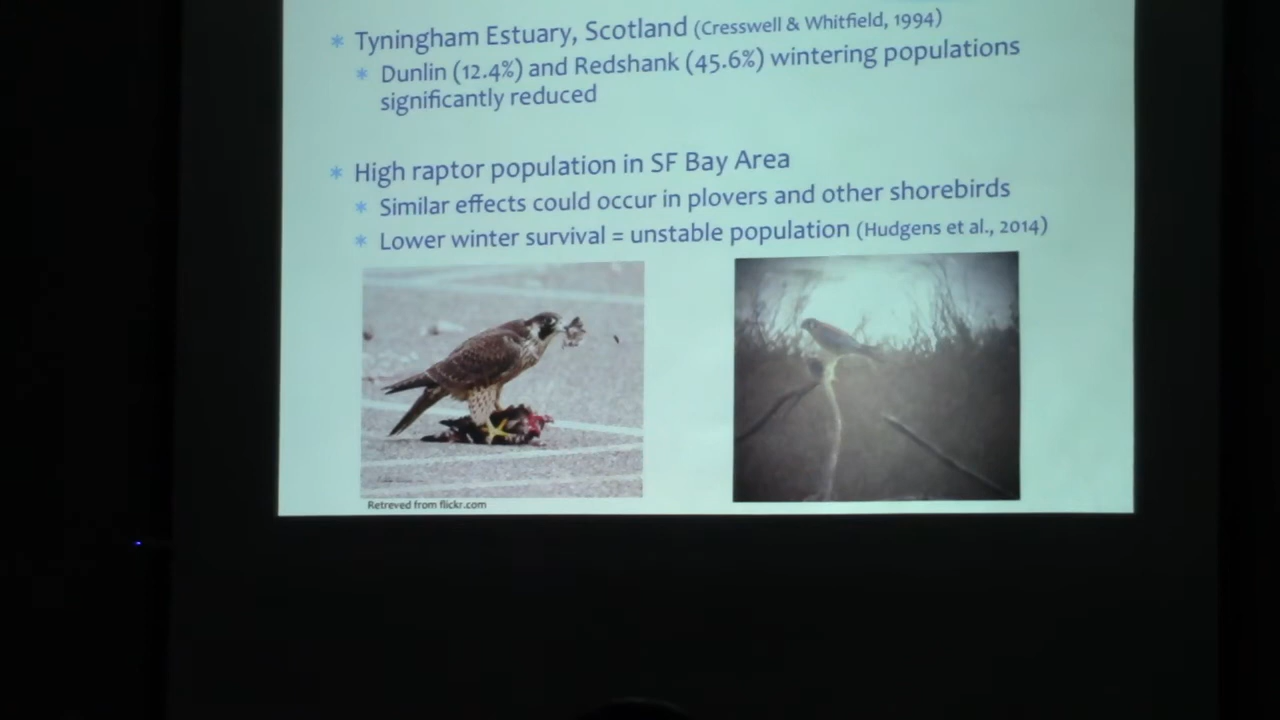 * Tyningham Estuary, Scotland (Cresswell & Whitfield, 1994)
* Dunlin (12.4%) and Redshank (45.6%) wintering populations
significantly reduced
* High raptor population in SF Bay Area
* Similar effects could occur in plovers and other shorebirds
* Lower winter survival = unstable population (Hudgens et al., 2014)
Retreved from flickr.com